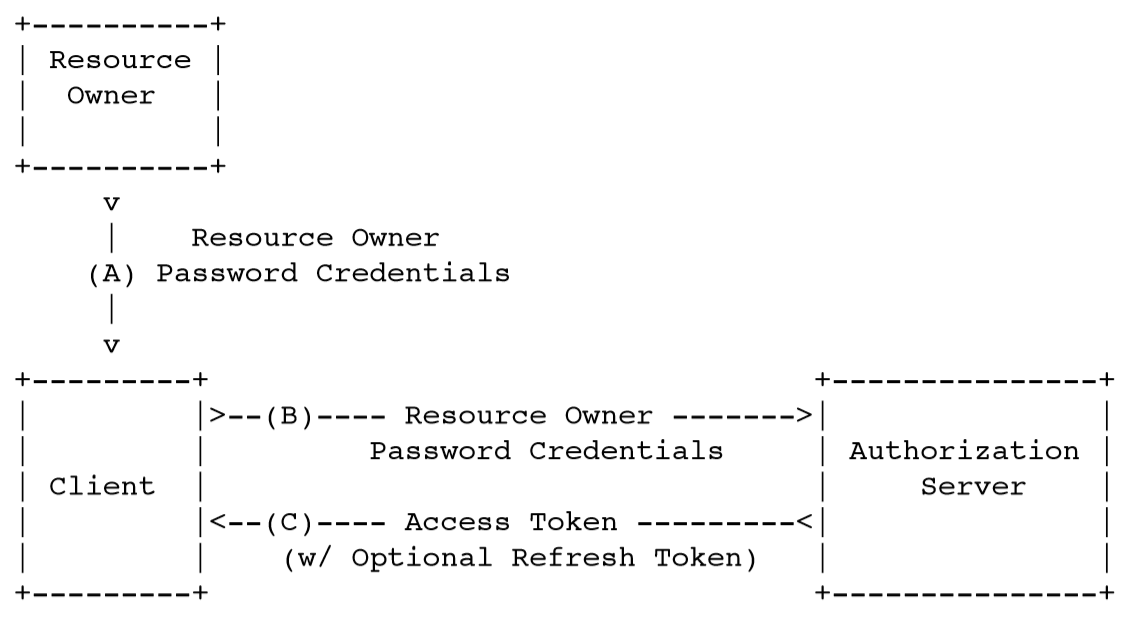 +----------+
| Resource |
|  Owner   |
|          |
+----------+
     v
     |    Resource Owner
    (A) Password Credentials
     |
     v
+---------+                                  +---------------+
|         |>--(B)---- Resource Owner ------->|               |
|         |         Password Credentials     | Authorization |
| Client  |                                  |     Server    |
|         |<--(C)---- Access Token ---------<|               |
|         |    (w/ Optional Refresh Token)   |               |
+---------+                                  +---------------+